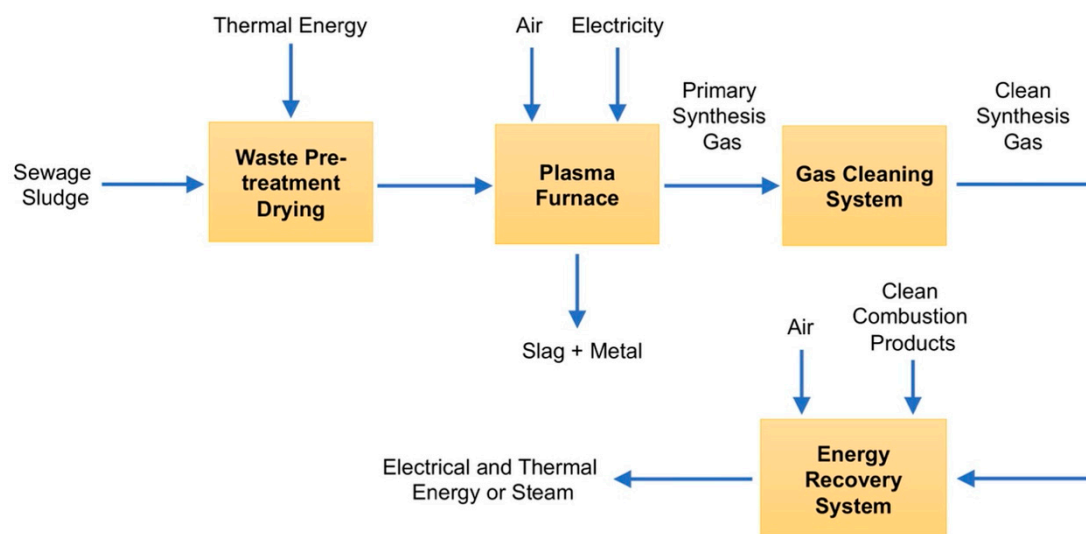 Thermal Energy
Air
Electricity
Primary
Synthesis
Gas
Clean
Synthesis
Gas
Sewage
Sludge
Waste Pre-
treatment
Drying
Plasma
Furnace
Gas Cleaning
System
Slag + Metal
Air
Clean
Combustion
Products
Energy
Recovery
System
Electrical and Thermal
Energy or Steam